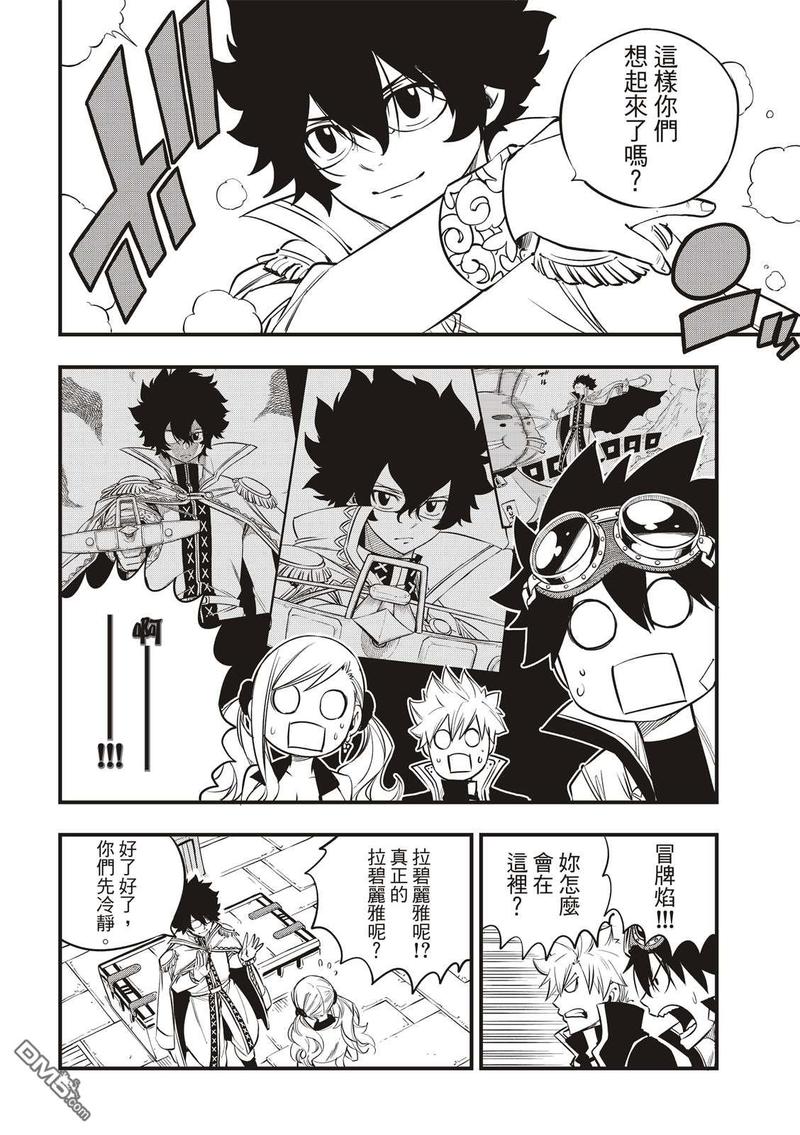 這樣你們
想起來了嗎？
啊
!!!
冒牌焰!!!
妳怎麼
會在
這裡？
拉碧麗雅呢!?
真正的
拉碧麗雅呢？
好了好了，
你們先冷靜。
DM5.com